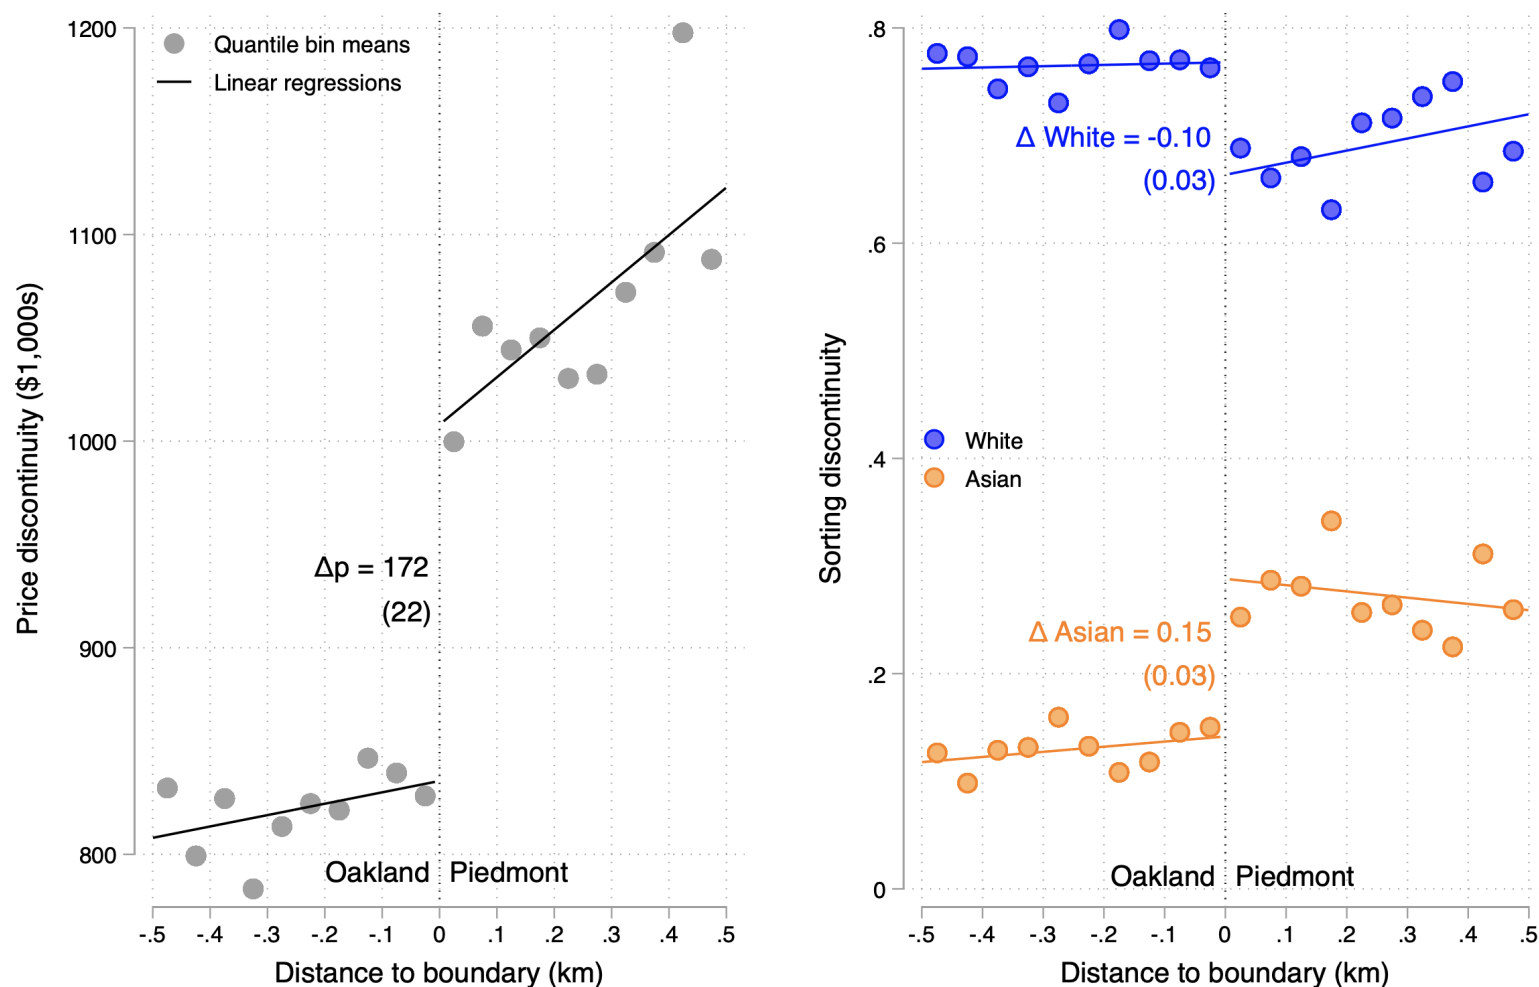 Price discontinuity ($1,000s)
1200
1100
1000
900
800
Quantile bin means
Linear regressions
Δp = 172
(22)
Oakland
Piedmont
-.5 -.4 -.3 -.2 -.1 0 .1 .2 .3 .4 .5
Distance to boundary (km)
Sorting discontinuity
.8
.6
.4
.2
0
Δ White = -0.10
(0.03)
White
Asian
Δ Asian = 0.15
(0.03)
Oakland
Piedmont
-.5 -.4 -.3 -.2 -.1 0 .1 .2 .3 .4 .5
Distance to boundary (km)